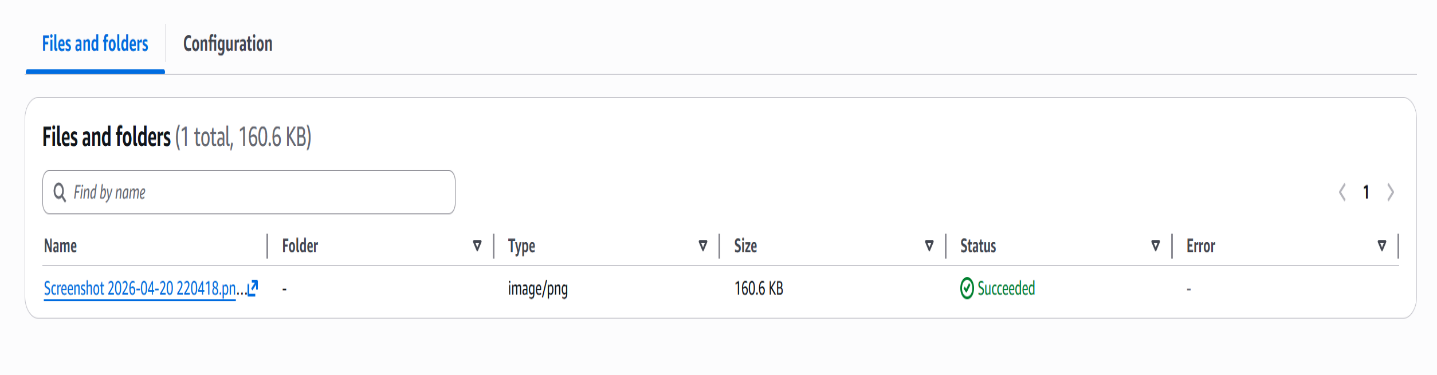 Files and folders Configuration
Files and folders (1 total, 160.6 KB)
Find by name
1
Name Folder Type Size Status Error
Screenshot 2026-04-20 220418.pn... - image/png 160.6 KB Succeeded -